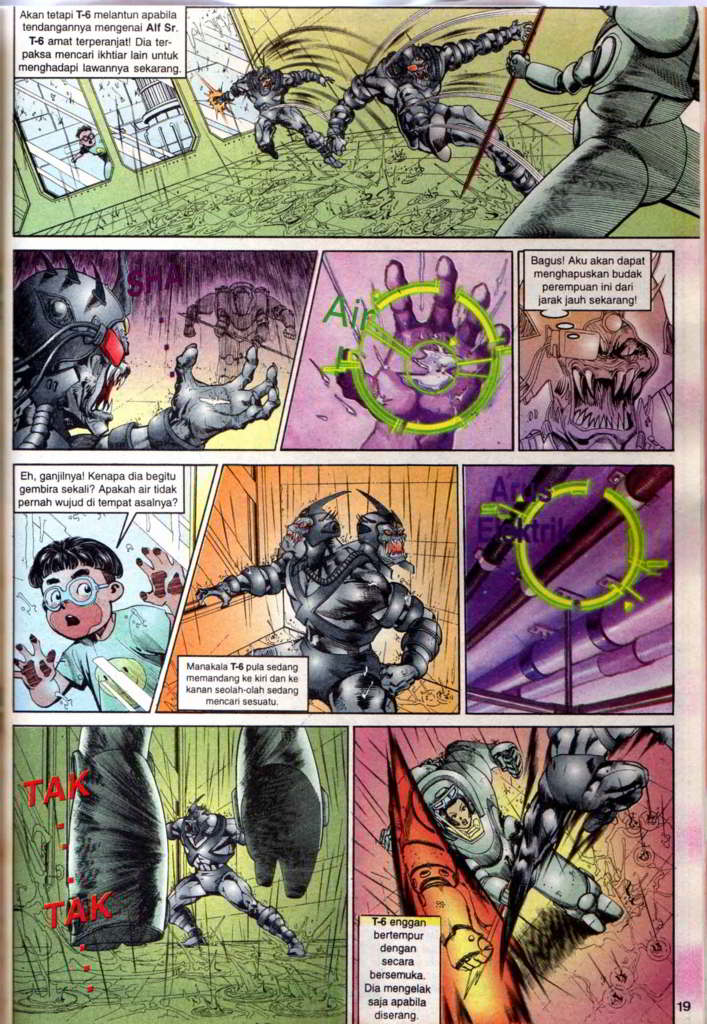 Akan tetapi T-6 melantun apabila
tendangannya mengenai Alf Sr.
T-6 amat terperanjat! Dia ter-
paksa mencari ikhtiar lain untuk
menghadapi lawannya sekarang.
SHA
Air
Bagus! Aku akan dapat
menghapuskan budak
perempuan ini dari
jarak jauh sekarang!
Eh, ganjilnya! Kenapa dia begitu
gembira sekali? Apakah air tidak
pernah wujud di tempat asalnya?
Manakala T-6 pula sedang
memandang ke kiri dan ke
kanan seolah-olah sedang
mencari sesuatu.
Arus
Elektrik
TAK
TAK
T-6 enggan
bertempur
dengan
secara
bersemuka.
Dia mengelak
saja apabila
diserang.
19